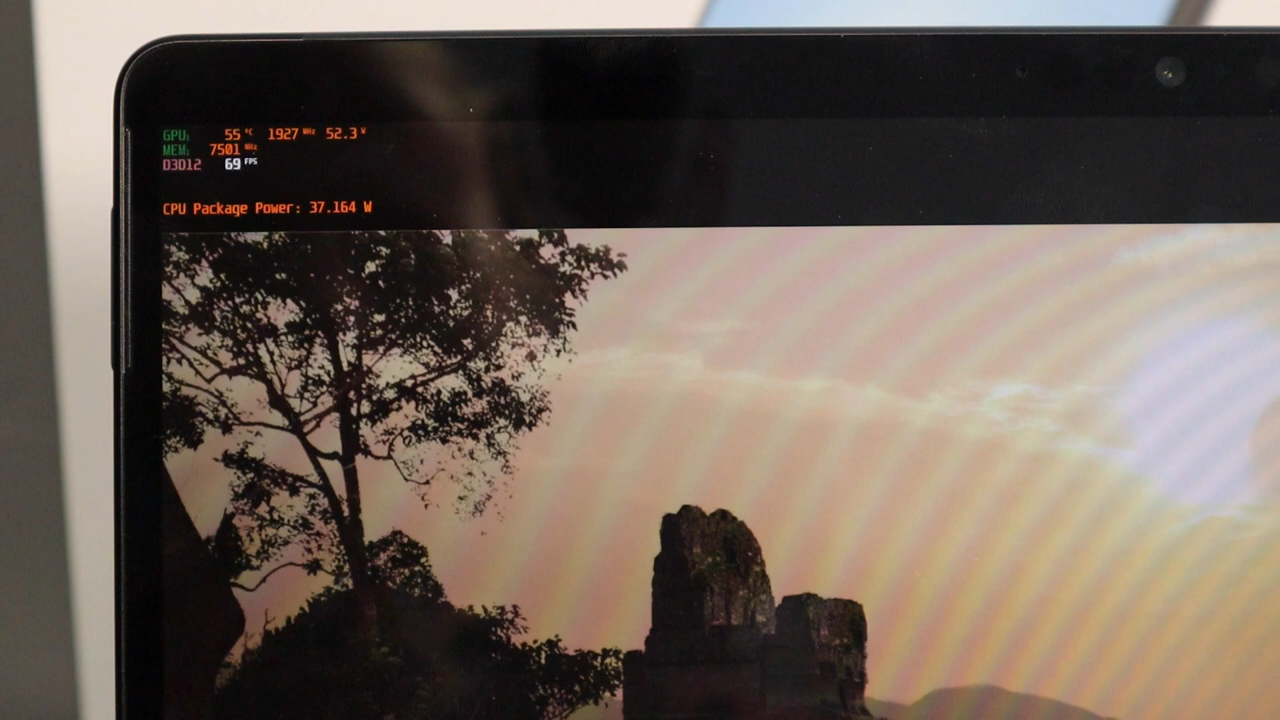 GPU₁ 55 °C 1927 MHz 52.3 W
MEM₁ 7501 MHz
D3D12 69 FPS
CPU Package Power: 37.164 W